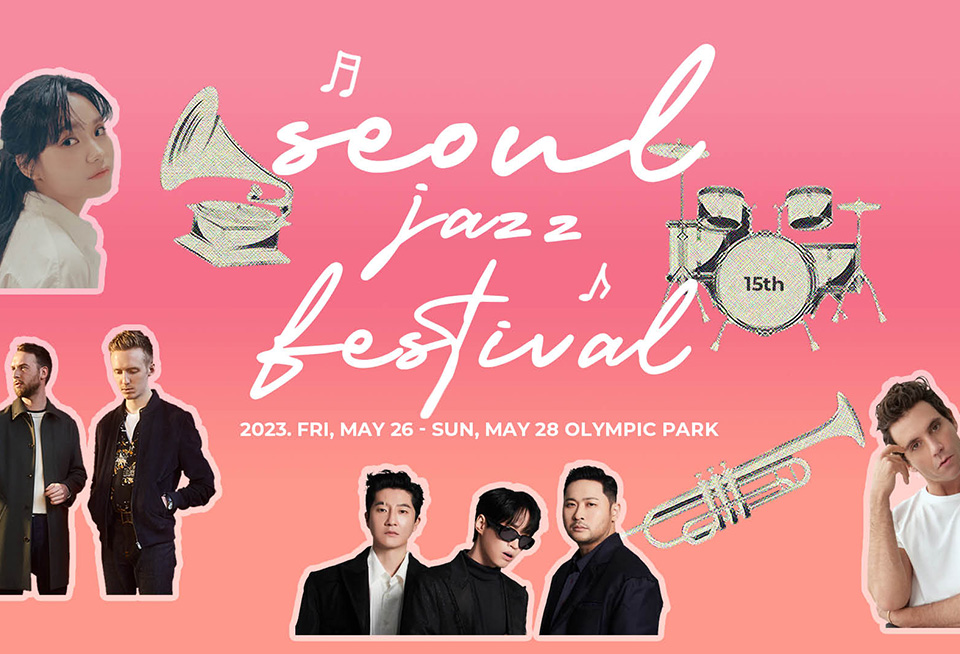 seoul
jazz
festival
15th
2023. FRI, MAY 26 - SUN, MAY 28 OLYMPIC PARK